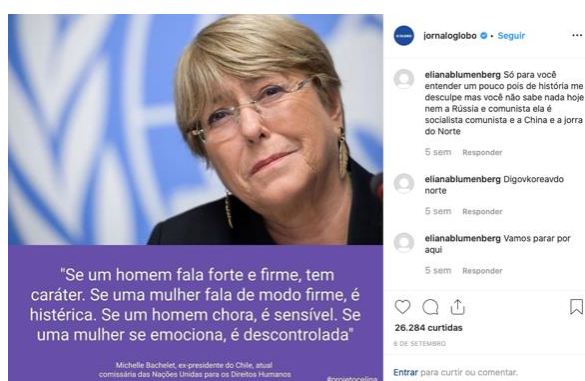 "Se um homem fala forte e firme, tem
caráter. Se uma mulher fala de modo firme, é
histérica. Se um homem chora, é sensível. Se
uma mulher se emociona, é descontrolada"
Michelle Bachelet, ex-presidente do Chile, atual
comissária das Nações Unidas para os Direitos Humanos
#projetocelina
jornaloglobo • Seguir
elianablumenberg Só para você
entender um pouco pois de história me
desculpe mas você não sabe nada hoje
nem a Rússia e comunista ela é
socialista comunista e a China e a jorra
do Norte
5 sem Responder
elianablumenberg Digovkoreavdo
norte
5 sem Responder
elianablumenberg Vamos parar por
aqui
5 sem Responder
26.284 curtidas
6 DE SETEMBRO
Entrar para curtir ou comentar.